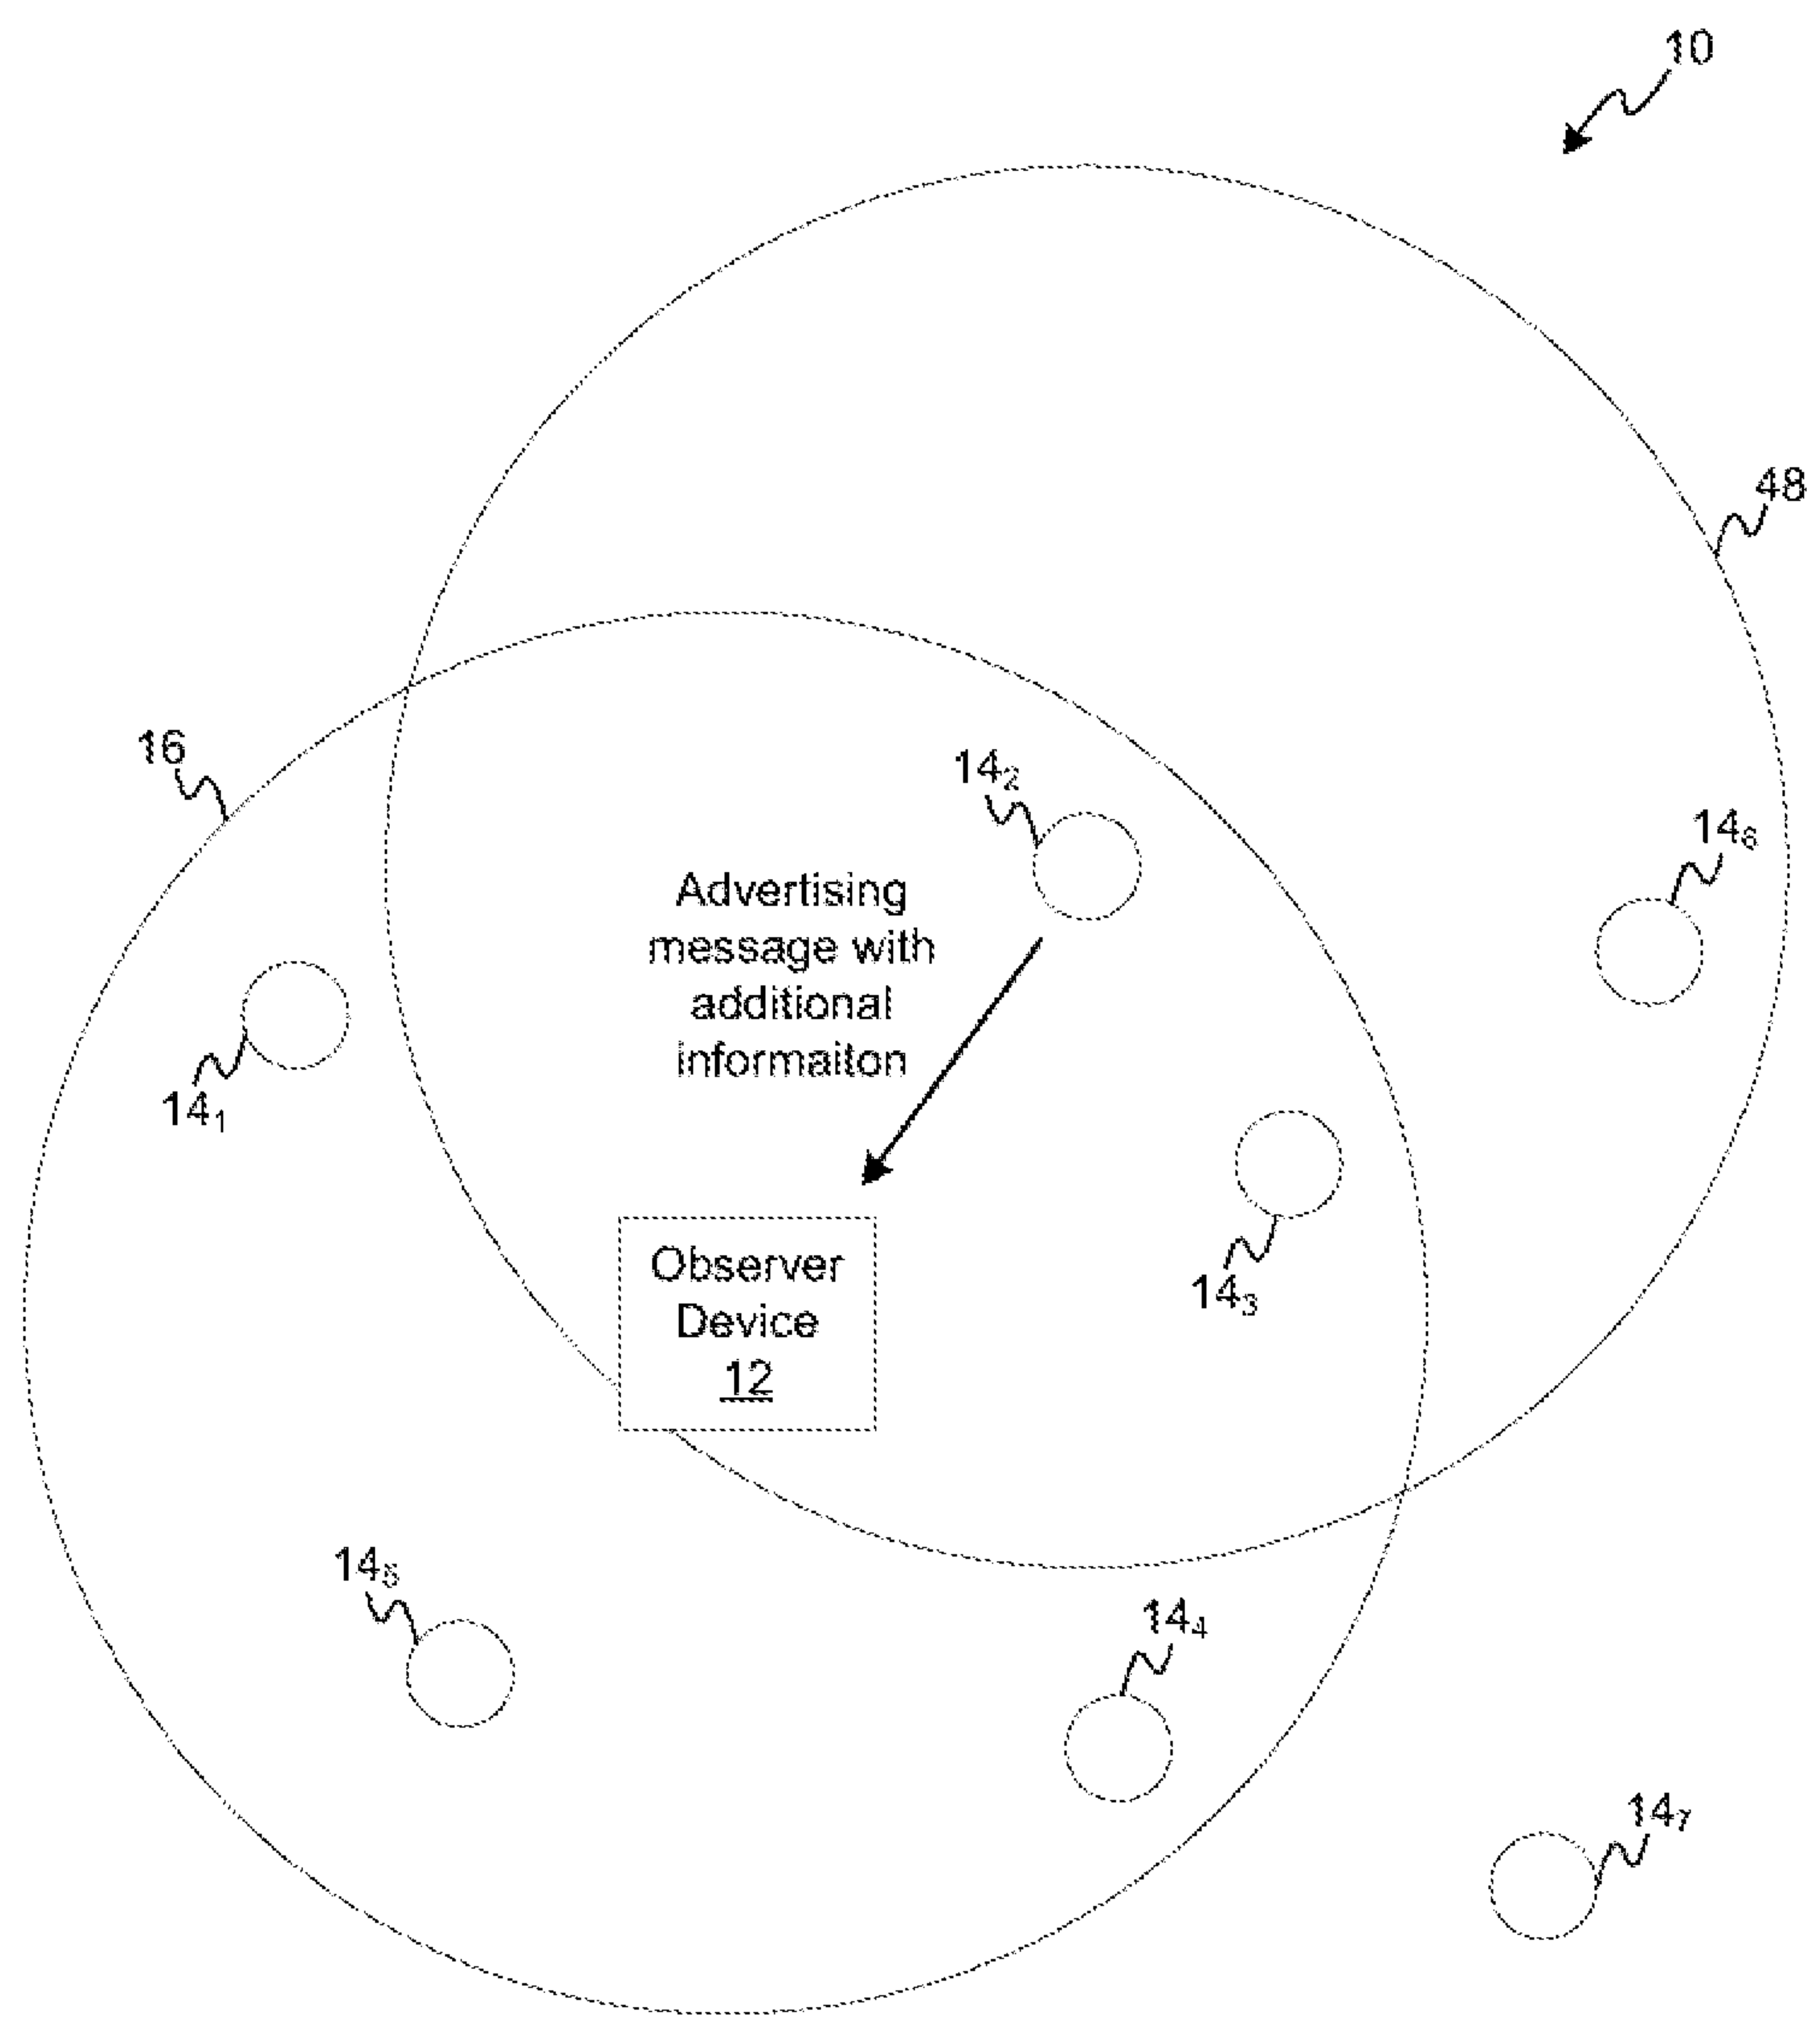 10
48
16
14₂
14₆
Advertising
message with
additional
informaiton
14₁
Observer
Device
12
14₃
14₅
14₄
14₇